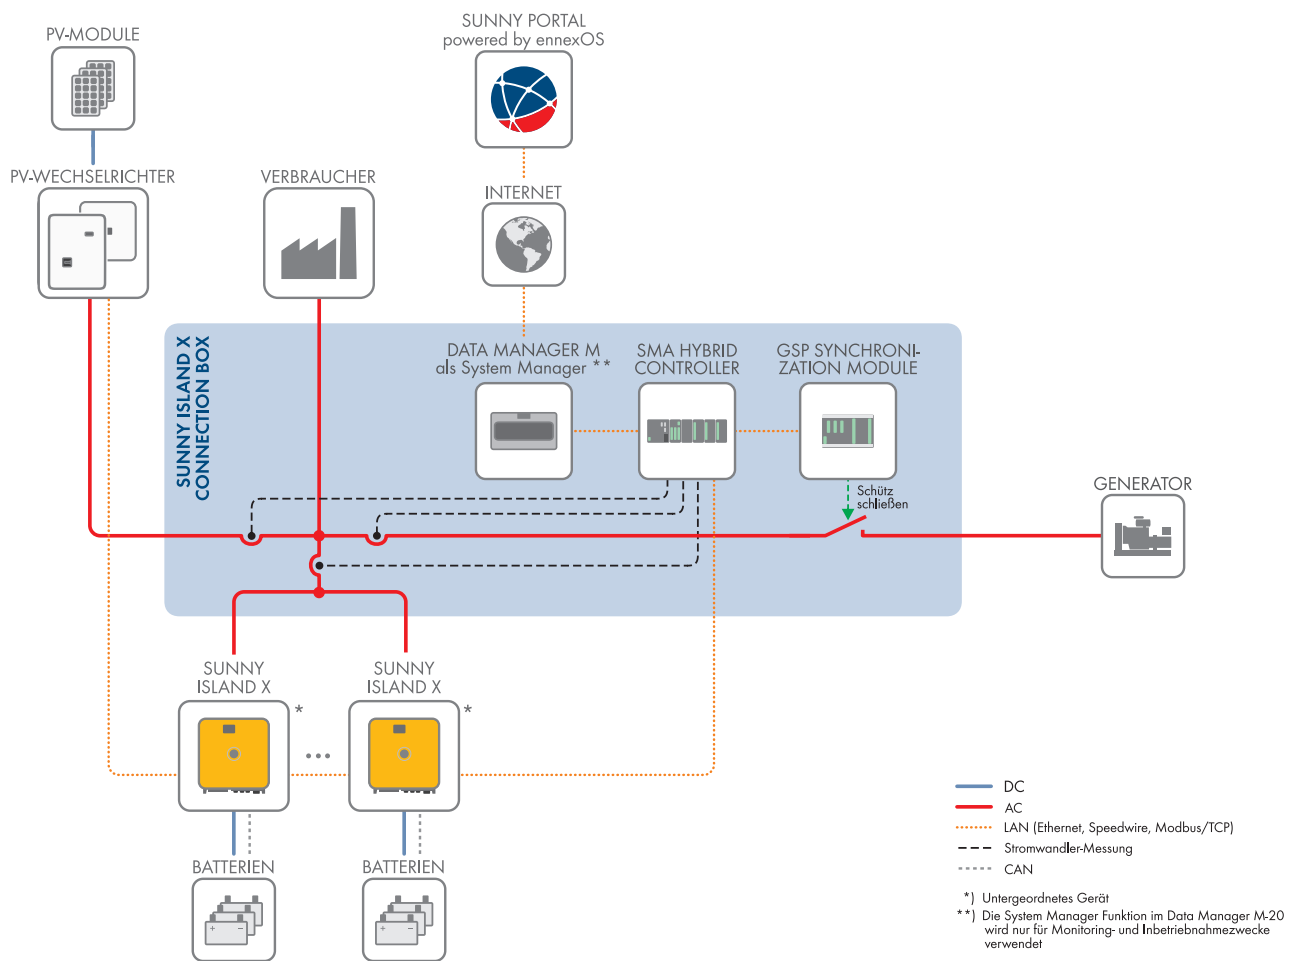 PV-MODULE
SUNNY PORTAL
powered by ennexOS
PV-WECHSELRICHTER
VERBRAUCHER
INTERNET
SUNNY ISLAND X
CONNECTION BOX
DATA MANAGER M
als System Manager **
SMA HYBRID
CONTROLLER
GSP SYNCHRONI-
ZATION MODULE
Schütz
schließen
GENERATOR
SUNNY
ISLAND X
*
SUNNY
ISLAND X
*
...
BATTERIEN
+ −
BATTERIEN
+ −
DC
AC
LAN (Ethernet, Speedwire, Modbus/TCP)
Stromwandler-Messung
CAN
*) Untergeordnetes Gerät
**) Die System Manager Funktion im Data Manager M-20
wird nur für Monitoring- und Inbetriebnahmezwecke
verwendet